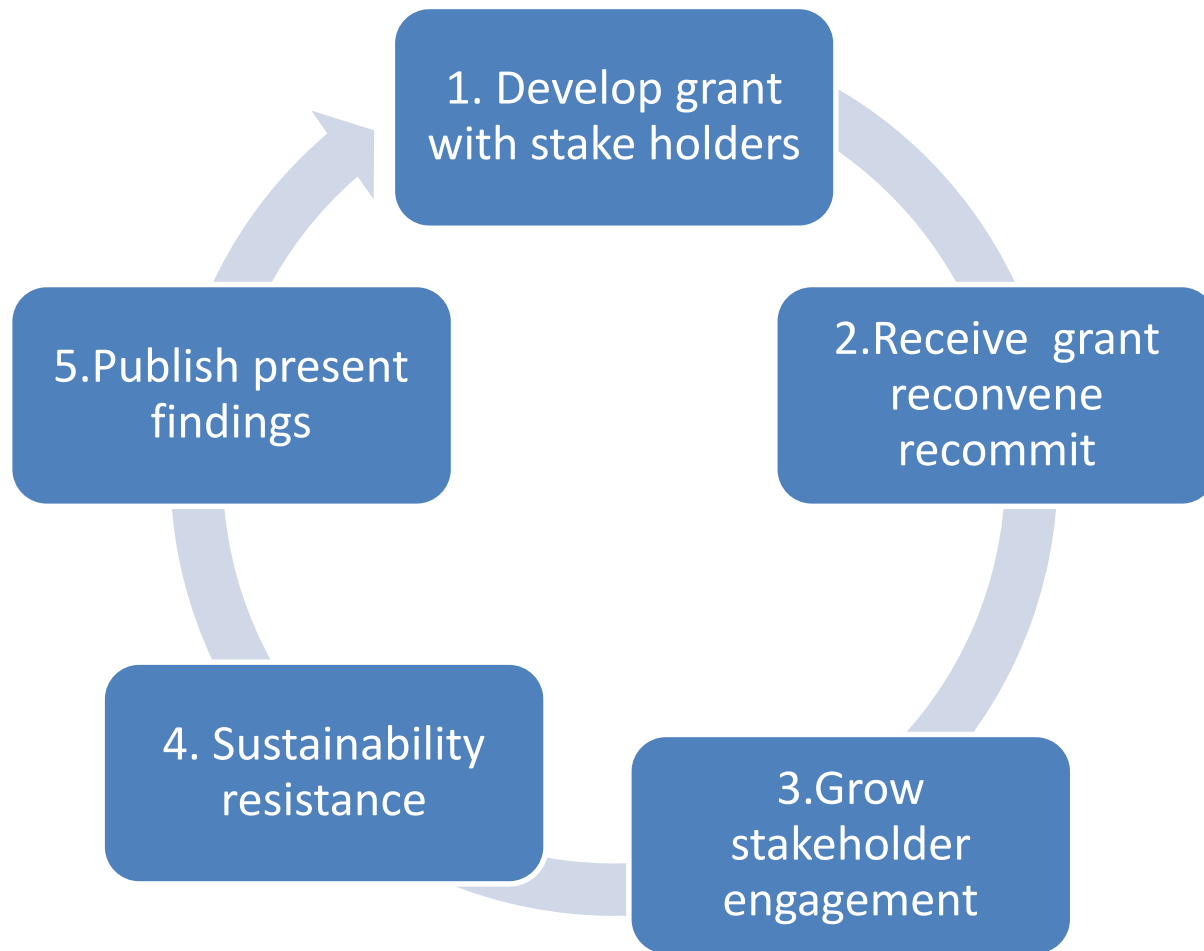 1. Develop grant
with stake holders
2.Receive  grant
reconvene
recommit
3.Grow
stakeholder
engagement
4. Sustainability
resistance
5.Publish present
findings